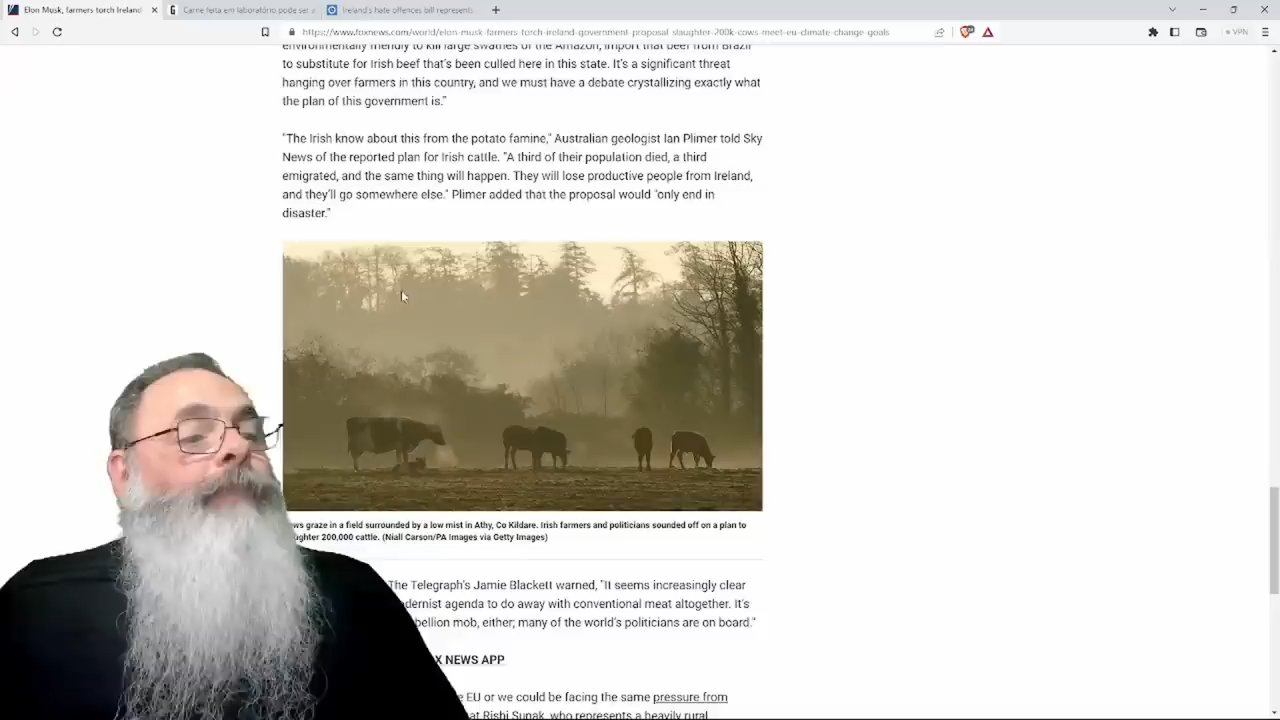 Elon Musk, farmers torch Ireland
Carne feita em laboratório pode ser
Ireland's hate offences bill represents
https://www.foxnews.com/world/elon-musk-farmers-torch-ireland-government-proposal-slaughter-200k-cows-meet-eu-climate-change-goals
VPN
environmentally friendly to kill large swathes of the Amazon, import that beef from Brazil
to substitute for Irish beef that's been culled here in this state. It's a significant threat
hanging over farmers in this country, and we must have a debate crystallizing exactly what
the plan of this government is."
"The Irish know about this from the potato famine," Australian geologist Ian Plimer told Sky
News of the reported plan for Irish cattle. "A third of their population died, a third
emigrated, and the same thing will happen. They will lose productive people from Ireland,
and they'll go somewhere else." Plimer added that the proposal would "only end in
disaster."
graze in a field surrounded by a low mist in Athy, Co Kildare. Irish farmers and politicians sounded off on a plan to
200,000 cattle. (Niall Carson/PA Images via Getty Images)
The Telegraph's Jamie Blackett warned, "It seems increasingly clear
agenda to do away with conventional meat altogether. It's
mob, either; many of the world's politicians are on board."
NEWS APP
EU or we could be facing the same pressure from
Rishi Sunak, who represents a heavily rural